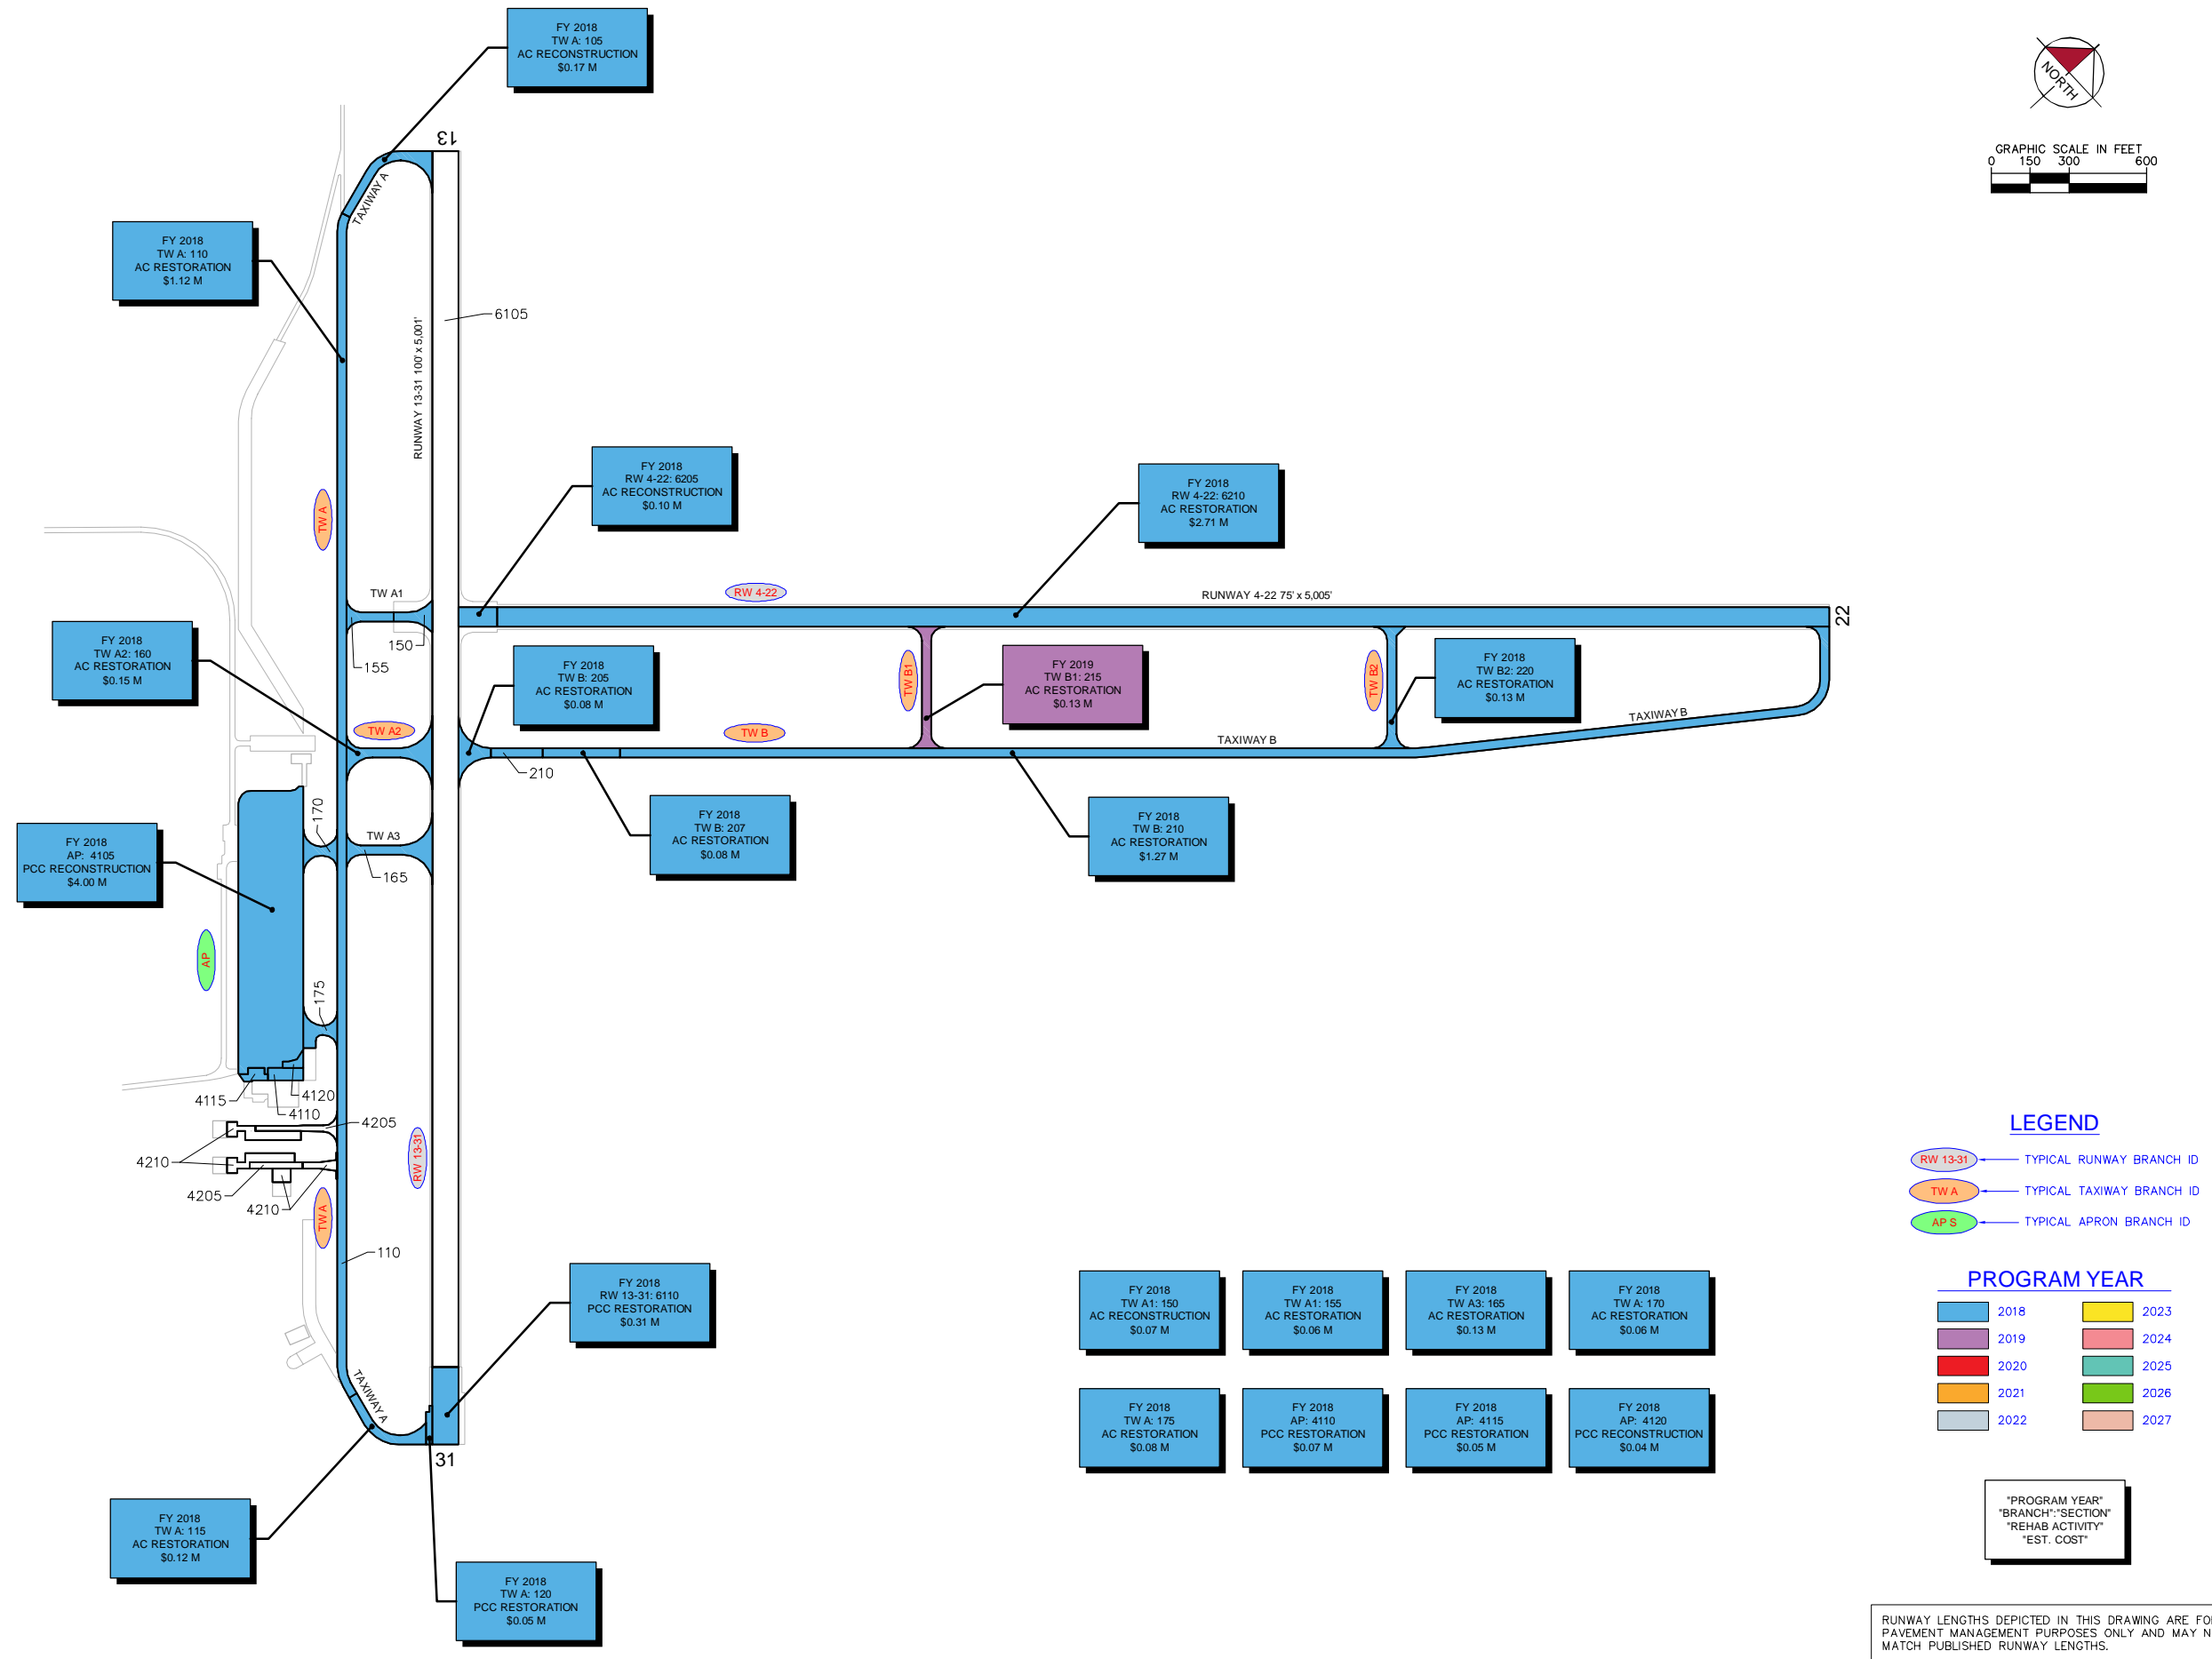 FY 2018
TW A: 105
AC RECONSTRUCTION
$0.17 M
NORTH
GRAPHIC SCALE IN FEET
0 150 300 600
13
TAXIWAY A
FY 2018
TW A: 110
AC RESTORATION
$1.12 M
6105
RUNWAY 13-31 100' x 5,001'
FY 2018
RW 4-22: 6205
AC RECONSTRUCTION
$0.10 M
FY 2018
RW 4-22: 6210
AC RESTORATION
$2.71 M
TW A
TW A1
RW 4-22
RUNWAY 4-22 75' x 5,005'
22
150
155
FY 2018
TW A2: 160
AC RESTORATION
$0.15 M
FY 2018
TW B: 205
AC RESTORATION
$0.08 M
TW B1
FY 2019
TW B1: 215
AC RESTORATION
$0.13 M
TW B2
FY 2018
TW B2: 220
AC RESTORATION
$0.13 M
TAXIWAY B
TW A2
TW B
TAXIWAY B
210
170
TW A3
165
FY 2018
TW B: 207
AC RESTORATION
$0.08 M
FY 2018
TW B: 210
AC RESTORATION
$1.27 M
FY 2018
AP: 4105
PCC RECONSTRUCTION
$4.00 M
AP
175
4115
4120
4110
4205
4210
4205
4210
RW 13-31
TW A
110
FY 2018
RW 13-31: 6110
PCC RESTORATION
$0.31 M
TAXIWAY A
31
FY 2018
TW A: 115
AC RESTORATION
$0.12 M
FY 2018
TW A: 120
PCC RESTORATION
$0.05 M
FY 2018
TW A1: 150
AC RECONSTRUCTION
$0.07 M
FY 2018
TW A1: 155
AC RESTORATION
$0.06 M
FY 2018
TW A3: 165
AC RESTORATION
$0.13 M
FY 2018
TW A: 170
AC RESTORATION
$0.06 M
FY 2018
TW A: 175
AC RESTORATION
$0.08 M
FY 2018
AP: 4110
PCC RESTORATION
$0.07 M
FY 2018
AP: 4115
PCC RESTORATION
$0.05 M
FY 2018
AP: 4120
PCC RECONSTRUCTION
$0.04 M
LEGEND
RW 13-31 TYPICAL RUNWAY BRANCH ID
TW A TYPICAL TAXIWAY BRANCH ID
AP S TYPICAL APRON BRANCH ID
PROGRAM YEAR
2018 2023
2019 2024
2020 2025
2021 2026
2022 2027
"PROGRAM YEAR"
"BRANCH":"SECTION"
"REHAB ACTIVITY"
"EST. COST"
RUNWAY LENGTHS DEPICTED IN THIS DRAWING ARE
PAVEMENT MANAGEMENT PURPOSES ONLY AND MAY
MATCH PUBLISHED RUNWAY LENGTHS.